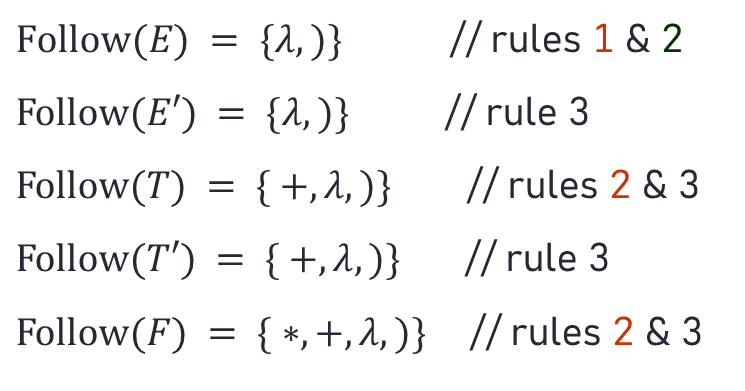 Follow(E) = {λ,)} // rules 1 & 2
Follow(E′) = {λ,)} // rule 3
Follow(T) = { +,λ,)} // rules 2 & 3
Follow(T′) = { +,λ,)} // rule 3
Follow(F) = { *,+,λ,)} // rules 2 & 3